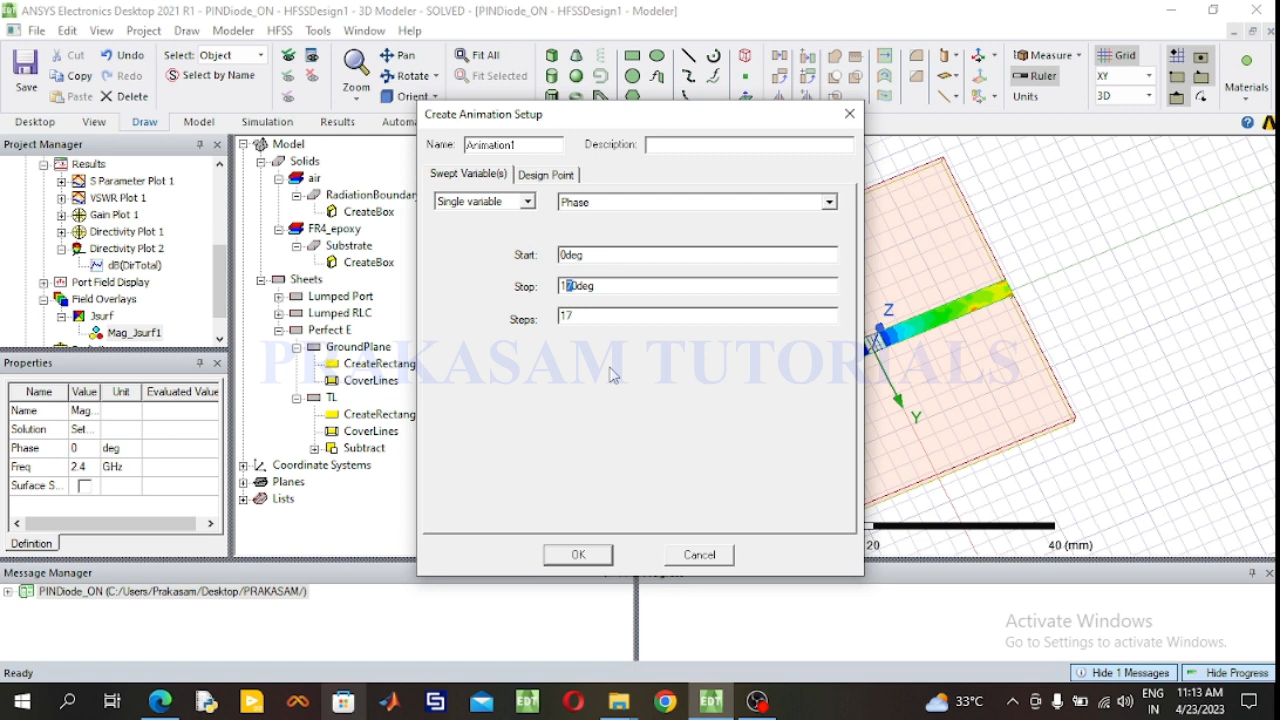 ANSYS Electronics Desktop 2021 R1 - PINDiode_ON - HFSSDesign1 - 3D Modeler - SOLVED - [PINDiode_ON - HFSSDesign1 - Modeler]
File Edit View Project Draw Modeler HFSS Tools Window Help
Save
Cut
Copy
Paste
Undo
Redo
Delete
Select: Object
Select by Name
Zoom
Pan
Rotate
Orient
Fit All
Fit Selected
Measure
Ruler
Units
Grid
XY
3D
Materials
Desktop View Draw Model Simulation Results Automa
Project Manager
Results
S Parameter Plot 1
VSWR Plot 1
Gain Plot 1
Directivity Plot 1
Directivity Plot 2
dB(DirTotal)
Port Field Display
Field Overlays
Jsurf
Mag_Jsurf1
Properties
Name Value Unit Evaluated Value
Name Mag...
Solution Set...
Phase 0 deg
Freq 2.4 GHz
Surface S...
Definition
Model
Solids
air
RadiationBoundar
CreateBox
FR4_epoxy
Substrate
CreateBox
Sheets
Lumped Port
Lumped RLC
Perfect E
GroundPlane
CreateRectang
CoverLines
TL
CreateRectang
CoverLines
Subtract
Coordinate Systems
Planes
Lists
Create Animation Setup
Name: Animation1 Description:
Swept Variable(s) Design Point
Single variable Phase
Start: 0deg
Stop: 170deg
Steps: 17
OK Cancel
PRAKASAM TUTORIALS
Z
Y
20 40 (mm)
Message Manager
PINDiode_ON (C:/Users/Prakasam/Desktop/PRAKASAM/)
Activate Windows
Go to Settings to activate Windows.
Ready
Hide 1 Messages Hide Progress
33°C
ENG
IN
11:13 AM
4/23/2023